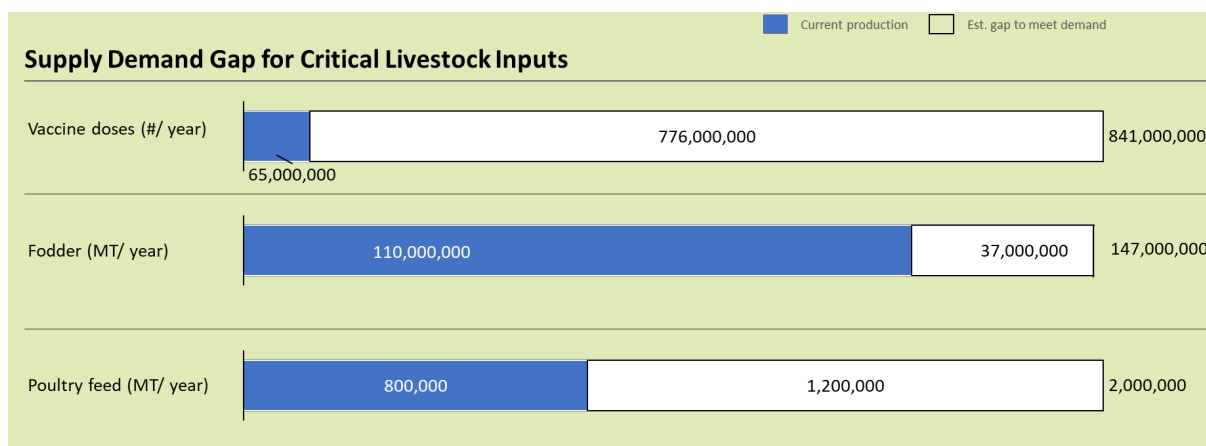 Current production
Est. gap to meet demand
Supply Demand Gap for Critical Livestock Inputs
Vaccine doses (#/ year)
776,000,000
841,000,000
65,000,000
Fodder (MT/ year)
110,000,000
37,000,000
147,000,000
Poultry feed (MT/ year)
800,000
1,200,000
2,000,000